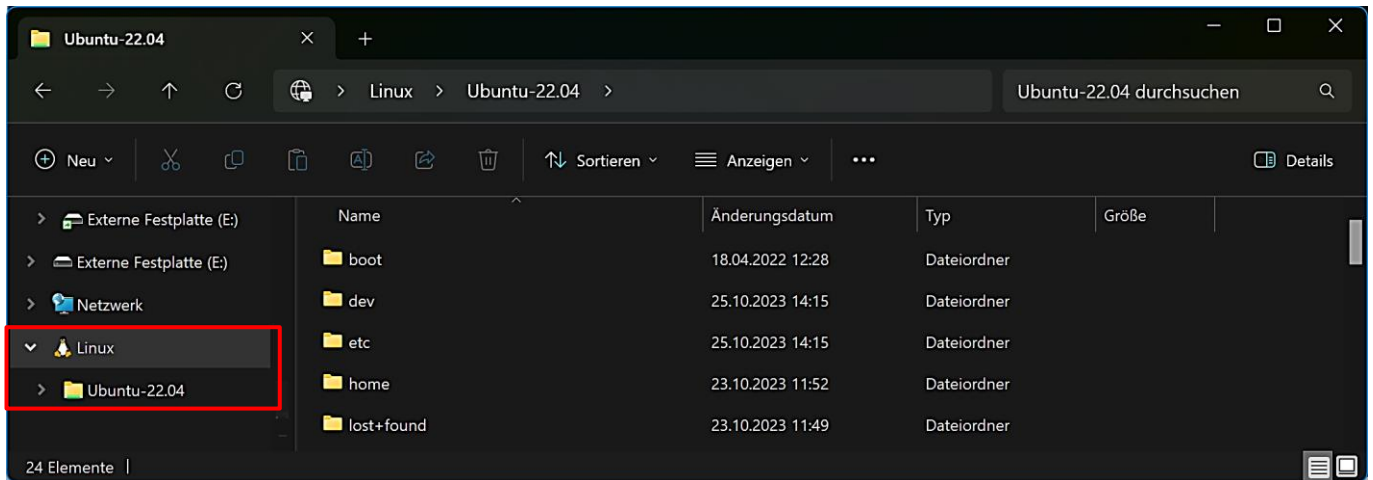 Ubuntu-22.04
Linux > Ubuntu-22.04 > Ubuntu-22.04 durchsuchen
Neu Sortieren Anzeigen ... Details
Externe Festplatte (E:)
Externe Festplatte (E:)
Netzwerk
Linux
Ubuntu-22.04
Name Änderungsdatum Typ Größe
boot 18.04.2022 12:28 Dateiordner
dev 25.10.2023 14:15 Dateiordner
etc 25.10.2023 14:15 Dateiordner
home 23.10.2023 11:52 Dateiordner
lost+found 23.10.2023 11:49 Dateiordner
24 Elemente